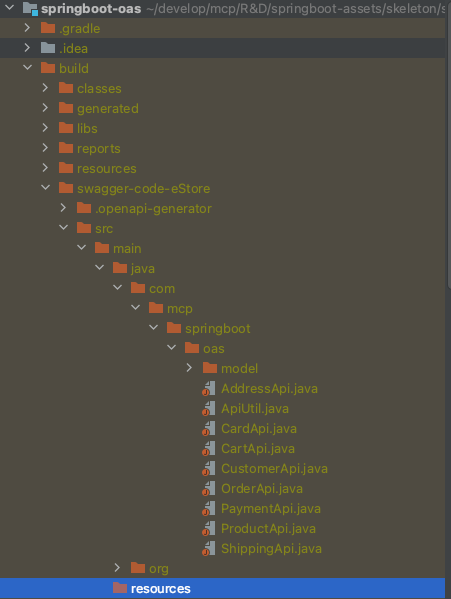 springboot-oas ~/develop/mcp/R&D/springboot-assets/skeleton/s
.gradle
.idea
build
classes
generated
libs
reports
resources
swagger-code-eStore
.openapi-generator
src
main
java
com
mcp
springboot
oas
model
AddressApi.java
ApiUtil.java
CardApi.java
CartApi.java
CustomerApi.java
OrderApi.java
PaymentApi.java
ProductApi.java
ShippingApi.java
org
resources